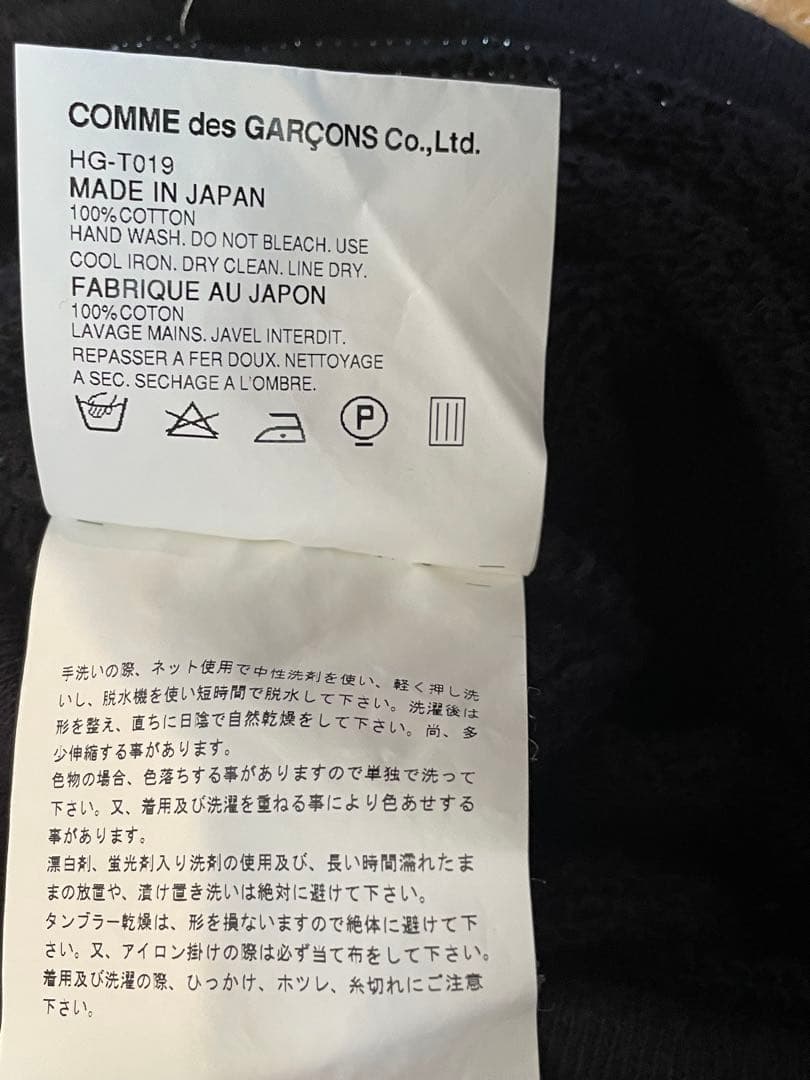 COMME des GARÇONS Co.,Ltd.
HG-T019
MADE IN JAPAN
100%COTTON
HAND WASH. DO NOT BLEACH. USE
COOL IRON. DRY CLEAN. LINE DRY.
FABRIQUE AU JAPON
100%COTON
LAVAGE MAINS. JAVEL INTERDIT.
REPASSER A FER DOUX. NETTOYAGE
A SEC. SECHAGE A L'OMBRE.
P
手洗いの際、ネット使用で中性洗剤を使い、軽く押し洗
いし、脱水機を使い短時間で脱水して下さい。洗濯後は
形を整え、直ちに日陰で自然乾燥をして下さい。尚、多
少伸縮する事があります。
色物の場合、色落ちする事がありますので単独で洗って
下さい。又、着用及び洗濯を重ねる事により色あせする
事があります。
漂白剤、蛍光剤入り洗剤の使用及び、長い時間濡れたま
まの放置や、漬け置き洗いは絶対に避けて下さい。
タンブラー乾燥は、形を損ないますので絶体に避けて下
さい。又、アイロン掛けの際は必ず当て布をして下さい。
着用及び洗濯の際、ひっかけ、ホツレ、糸切れにご注意
下さい。